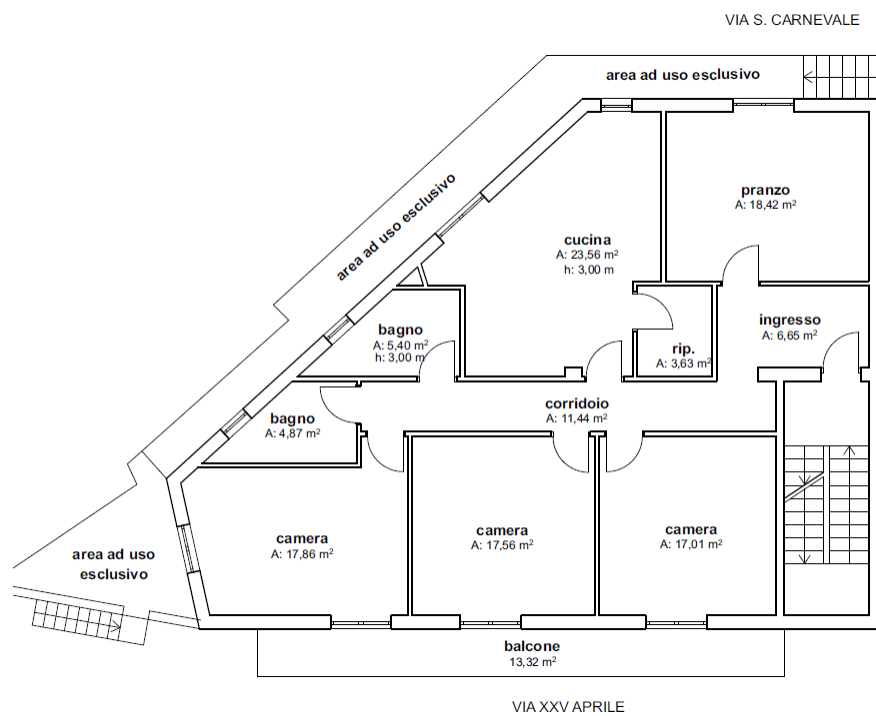 VIA S. CARNEVALE
area ad uso esclusivo
area ad uso esclusivo
pranzo
A: 18,42 m²
cucina
A: 23,56 m²
h: 3,00 m
bagno
A: 5,40 m²
h: 3,00 m
ingresso
A: 6,65 m²
rip.
A: 3,63 m²
bagno
A: 4,87 m²
corridoio
A: 11,44 m²
camera
A: 17,86 m²
camera
A: 17,56 m²
camera
A: 17,01 m²
area ad uso
esclusivo
balcone
13,32 m²
VIA XXV APRILE